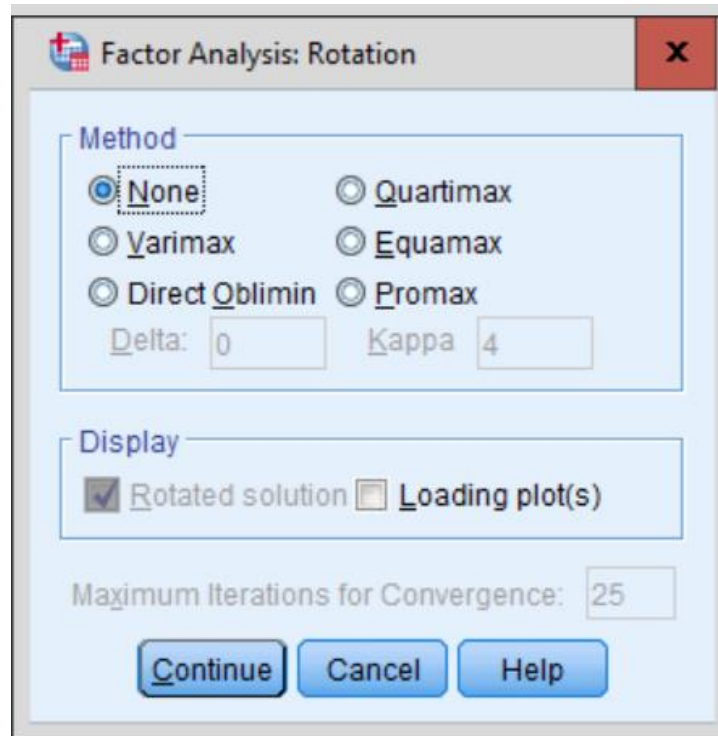 Factor Analysis: Rotation x
Method
None Quartimax
Varimax Equamax
Direct Oblimin Promax
Delta: 0 Kappa 4
Display
Rotated solution Loading plot(s)
Maximum Iterations for Convergence: 25
Continue Cancel Help